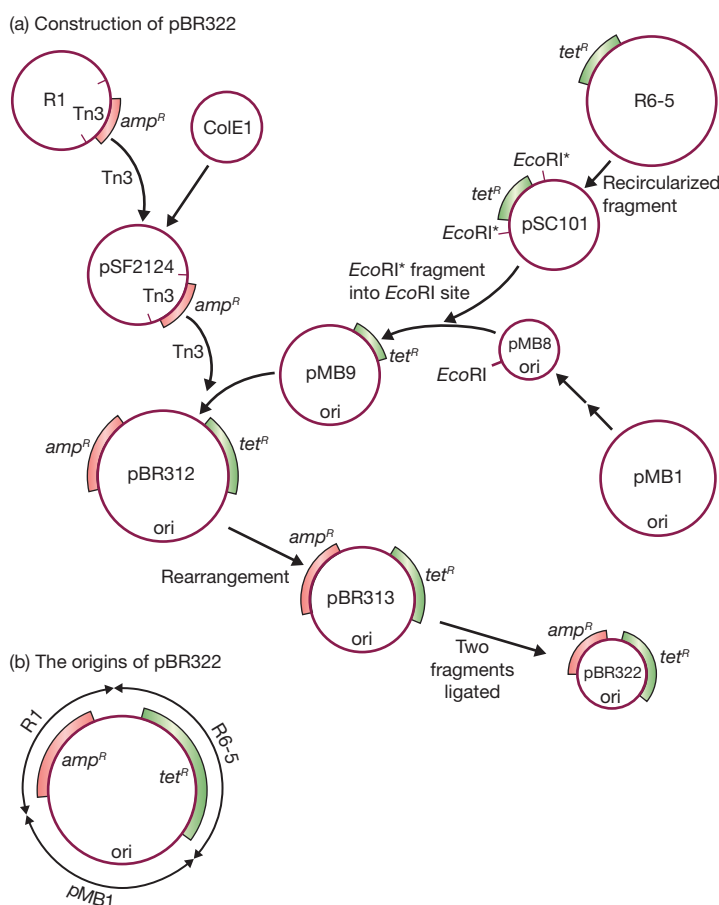 (a) Construction of pBR322
R1
Tn3
ampR
ColE1
tetR
R6-5
Tn3
EcoRI*
tetR
EcoRI*
pSC101
Recircularized
fragment
pSF2124
Tn3
ampR
EcoRI* fragment
into EcoRI site
Tn3
pMB9
ori
tetR
pMB8
ori
EcoRI
ampR
pBR312
ori
tetR
pMB1
ori
Rearrangement
ampR
pBR313
ori
tetR
Two
fragments
ligated
ampR
pBR322
ori
tetR
(b) The origins of pBR322
R1
R6-5
ampR
tetR
ori
pMB1